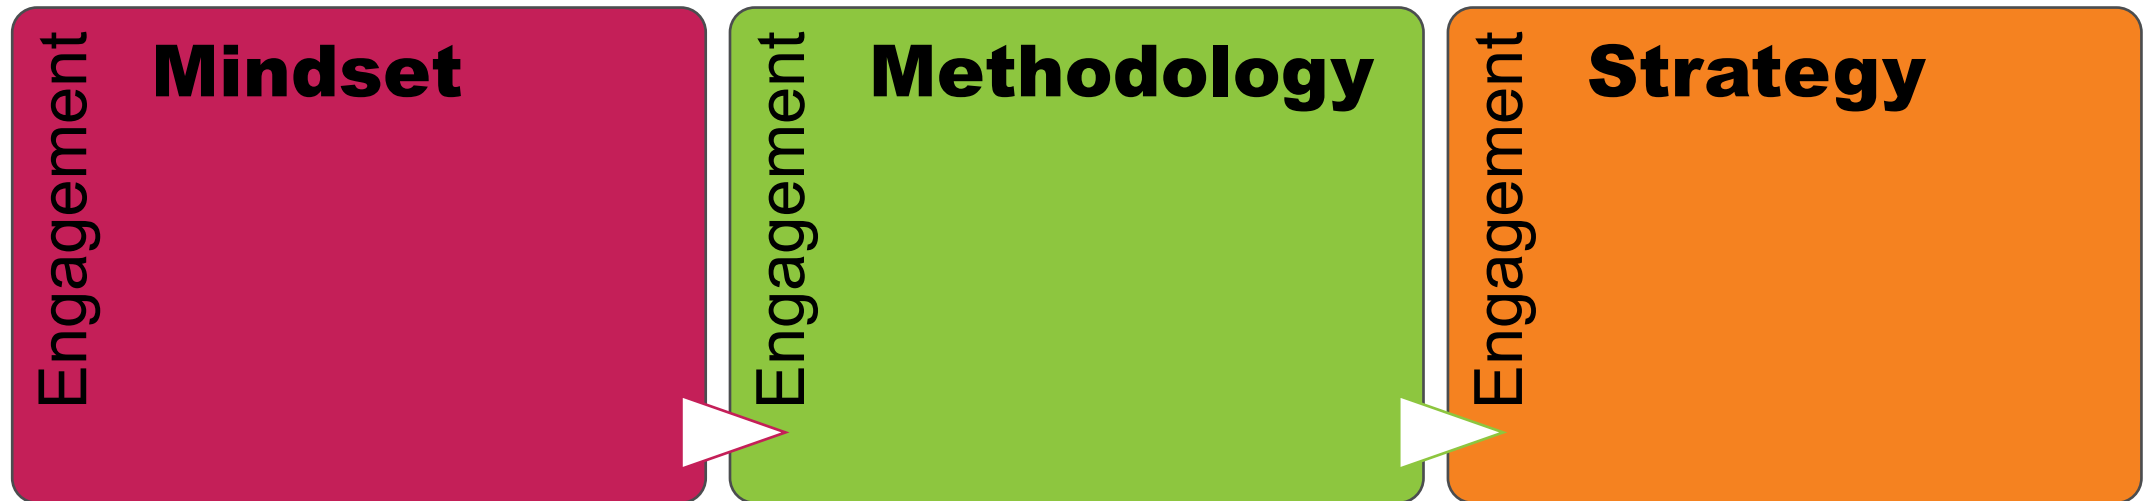 Engagement
Mindset
Engagement
Methodology
Engagement
Strategy